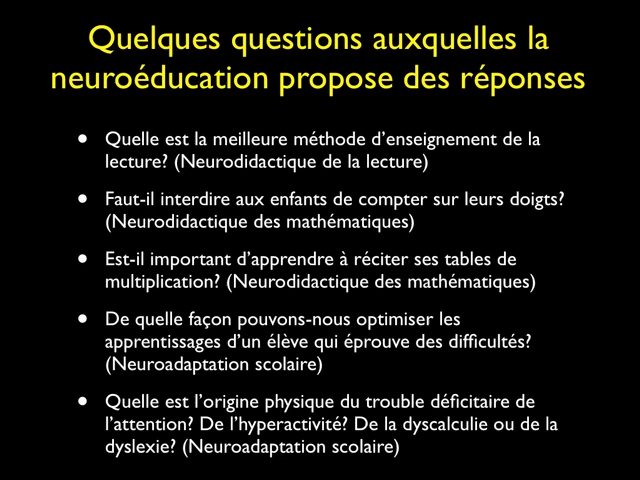 Quelques questions auxquelles la
neuroéducation propose des réponses
• Quelle est la meilleure méthode d’enseignement de la
lecture? (Neurodidactique de la lecture)
• Faut-il interdire aux enfants de compter sur leurs doigts?
(Neurodidactique des mathématiques)
• Est-il important d’apprendre à réciter ses tables de
multiplication? (Neurodidactique des mathématiques)
• De quelle façon pouvons-nous optimiser les
apprentissages d’un élève qui éprouve des difficultés?
(Neuroadaptation scolaire)
• Quelle est l’origine physique du trouble déficitaire de
l’attention? De l’hyperactivité? De la dyscalculie ou de la
dyslexie? (Neuroadaptation scolaire)